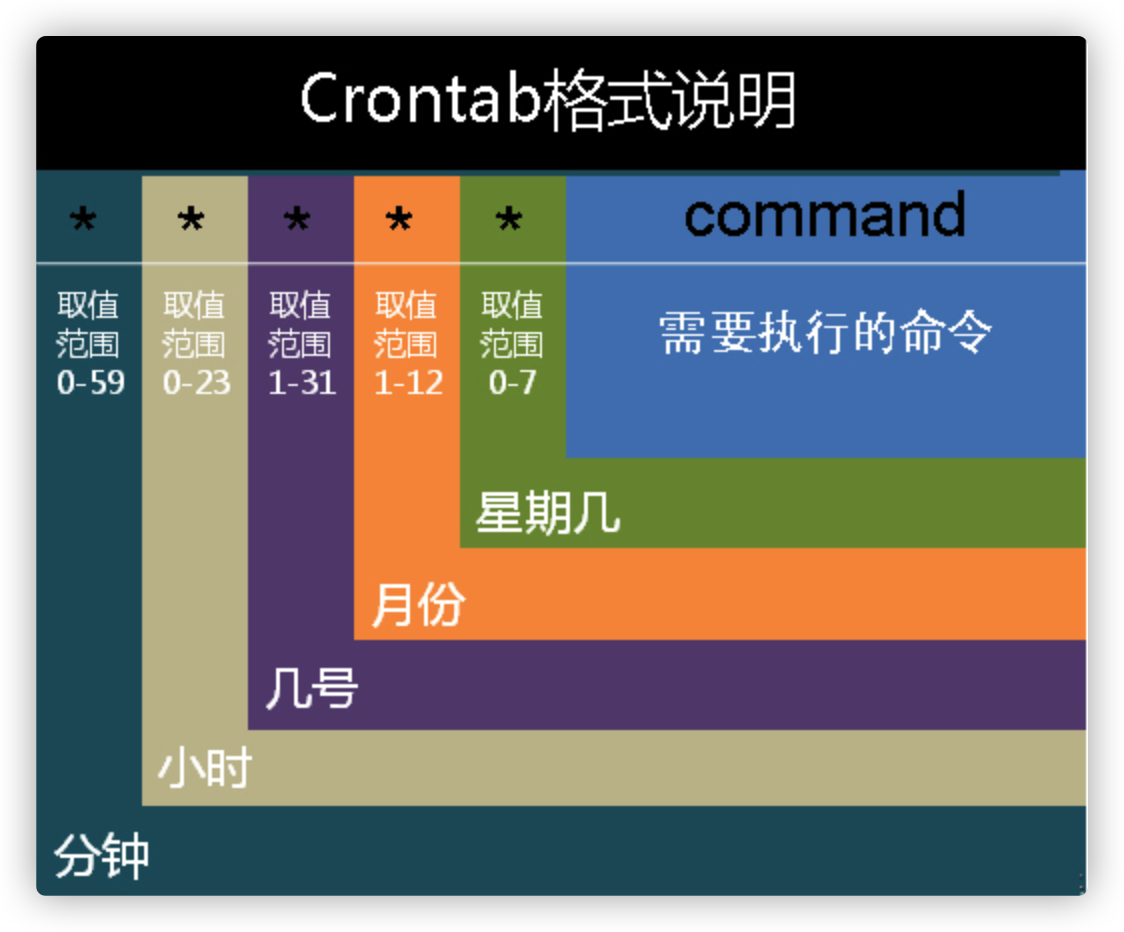 Crontab格式说明
* * * * * command
取值 取值 取值 取值 取值
范围 范围 范围 范围 范围
0-59 0-23 1-31 1-12 0-7
需要执行的命令
星期几
月份
几号
小时
分钟